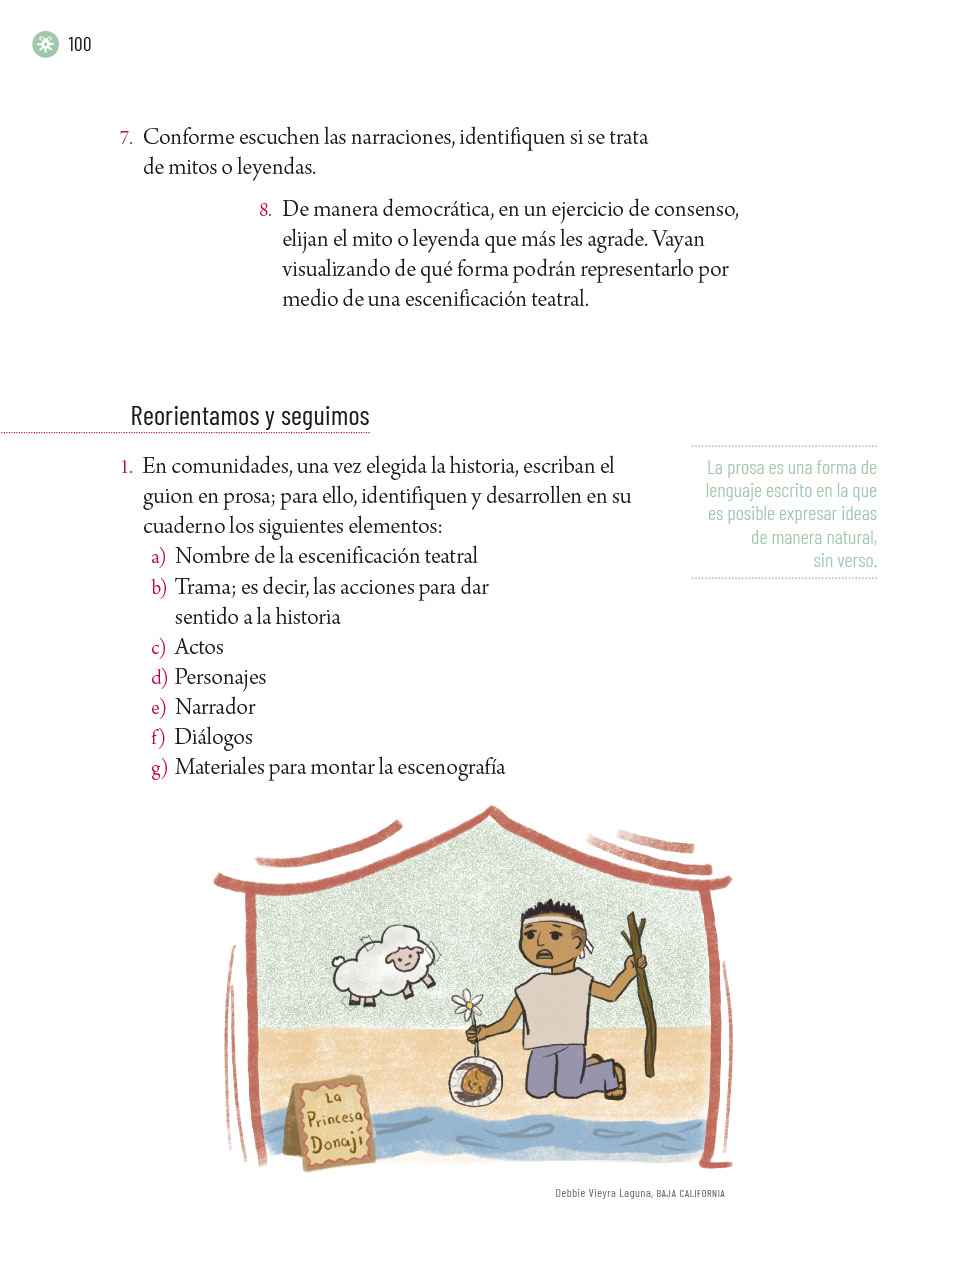 100
7. Conforme escuchen las narraciones, identifiquen si se trata
de mitos o leyendas.
8. De manera democrática, en un ejercicio de consenso,
elijan el mito o leyenda que más les agrade. Vayan
visualizando de qué forma podrán representarlo por
medio de una escenificación teatral.
Reorientamos y seguimos
1. En comunidades, una vez elegida la historia, escriban el
guion en prosa; para ello, identifiquen y desarrollen en su
cuaderno los siguientes elementos:
a) Nombre de la escenificación teatral
b) Trama; es decir, las acciones para dar
sentido a la historia
c) Actos
d) Personajes
e) Narrador
f) Diálogos
g) Materiales para montar la escenografía
La prosa es una forma de
lenguaje escrito en la que
es posible expresar ideas
de manera natural,
sin verso.
La
Princesa
Donají
Debbie Vieyra Laguna, BAJA CALIFORNIA